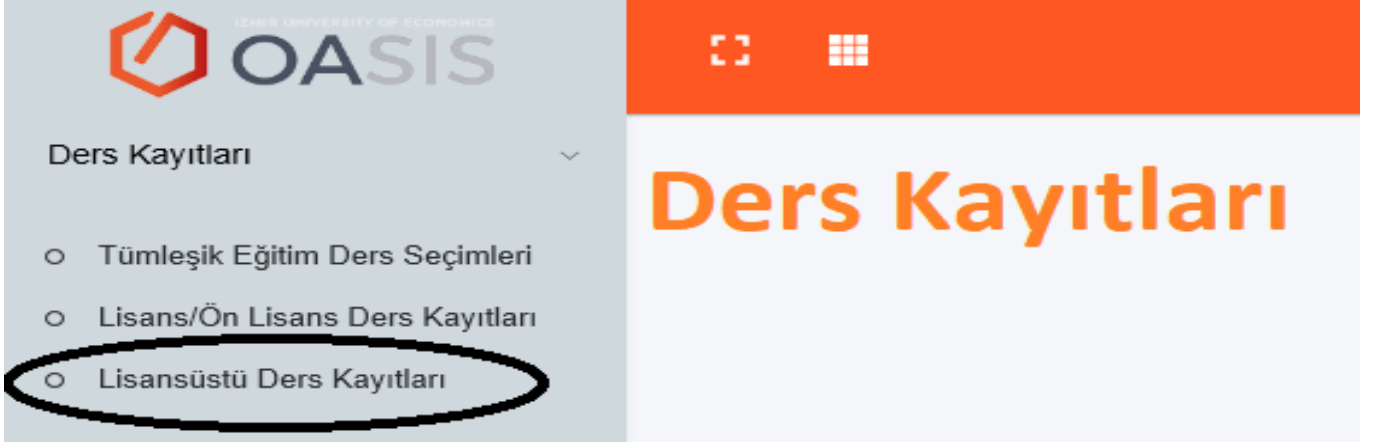 IZMIR UNIVERSITY OF ECONOMICS
OASIS
Ders Kayıtları
Ders Kayıtları
Tümleşik Eğitim Ders Seçimleri
Lisans/Ön Lisans Ders Kayıtları
Lisansüstü Ders Kayıtları